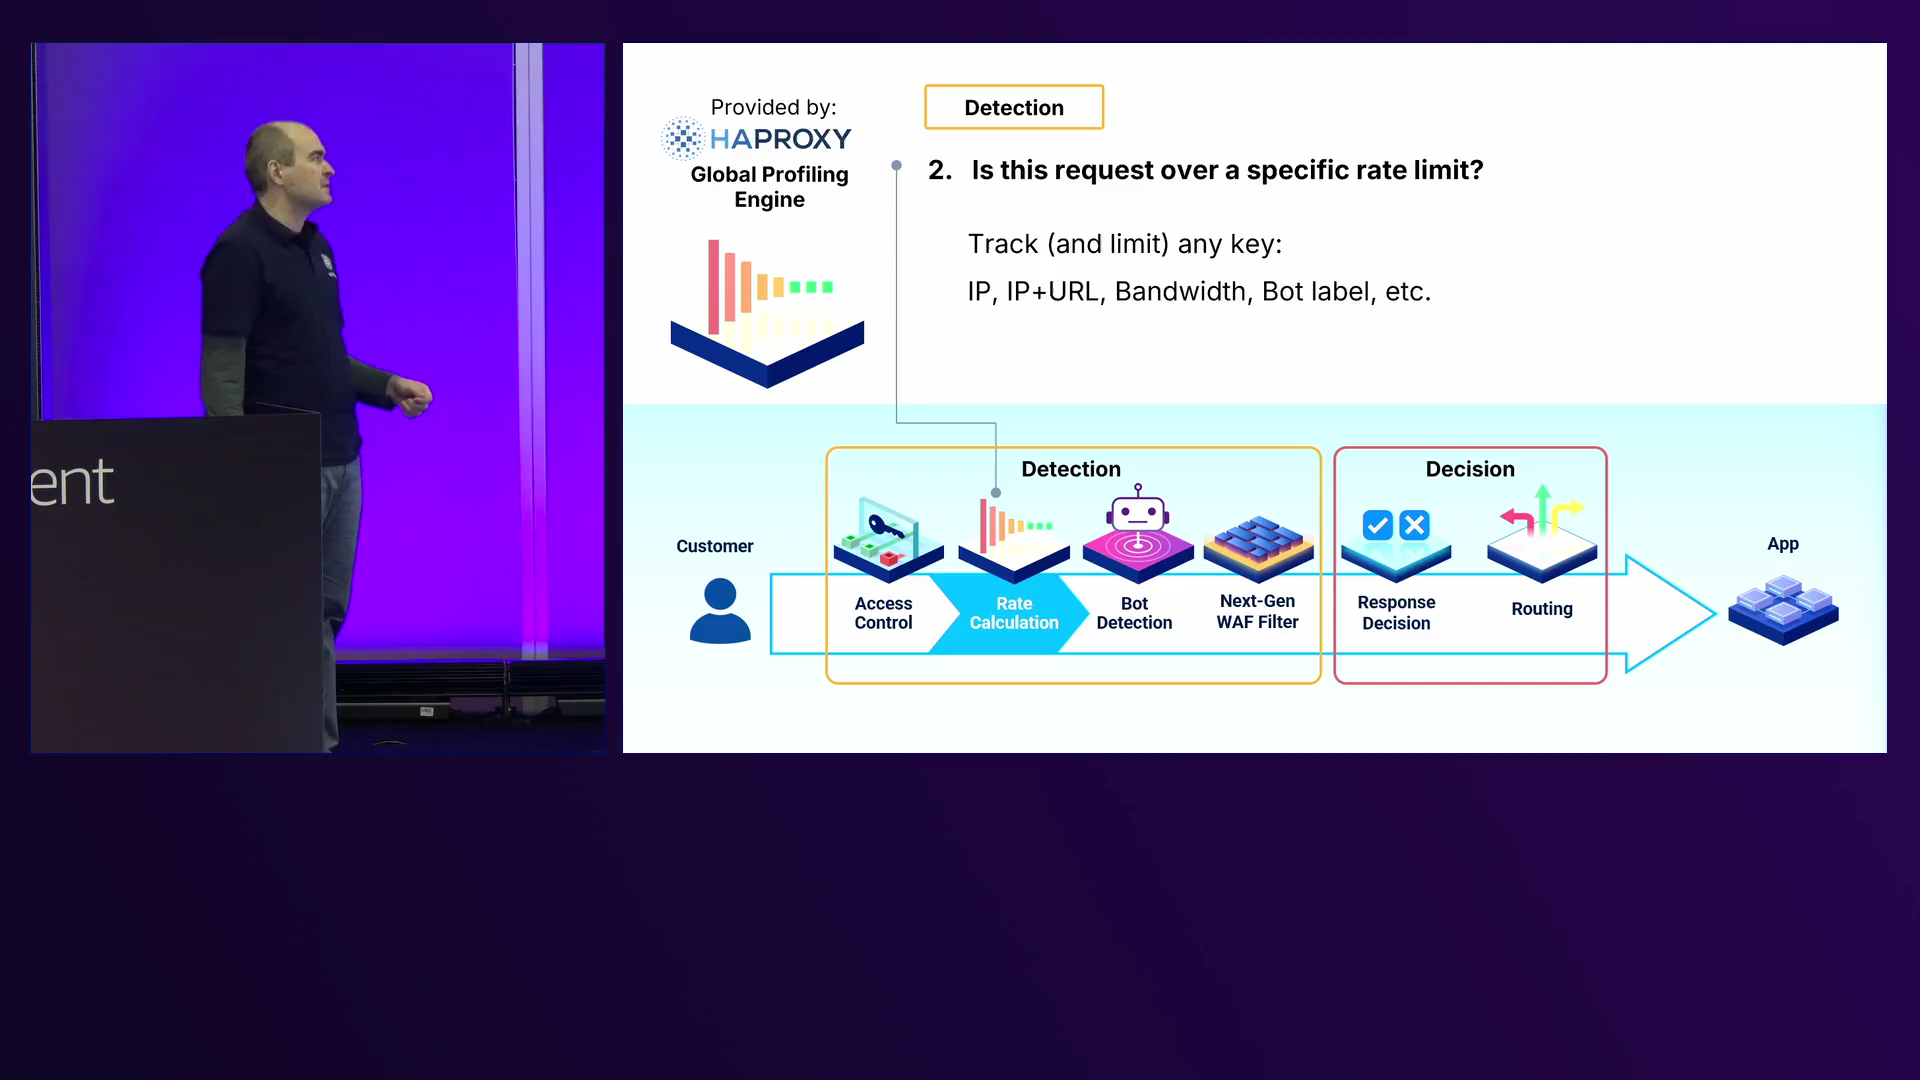 ent
Provided by:
HAPROXY
Global Profiling
Engine
Detection
2. Is this request over a specific rate limit?
Track (and limit) any key:
IP, IP+URL, Bandwidth, Bot label, etc.
Detection
Decision
Customer
App
Access
Control
Rate
Calculation
Bot
Detection
Next-Gen
WAF Filter
Response
Decision
Routing